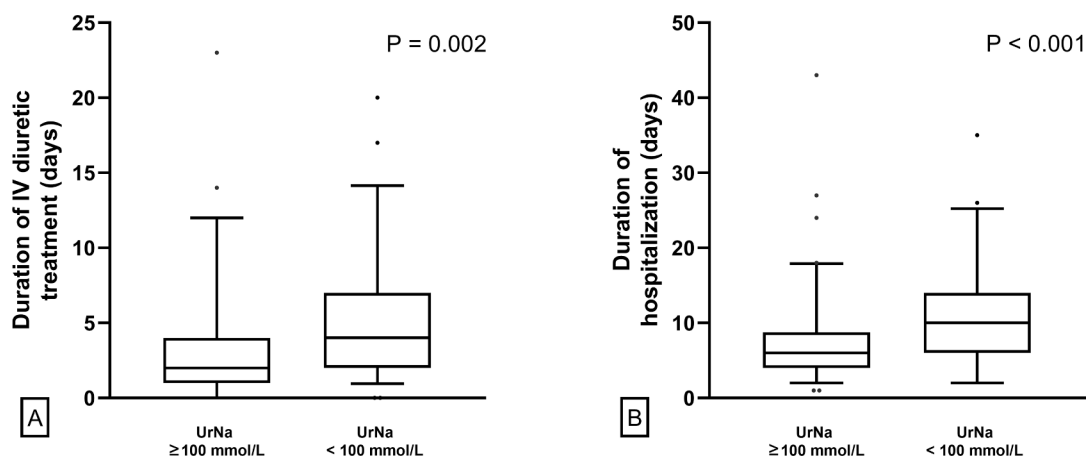 Duration of IV diuretic
treatment (days)
25
20
15
10
5
0
P = 0.002
UrNa
≥100 mmol/L
UrNa
< 100 mmol/L
A
Duration of
hospitalization (days)
50
40
30
20
10
0
P < 0.001
UrNa
≥100 mmol/L
UrNa
< 100 mmol/L
B